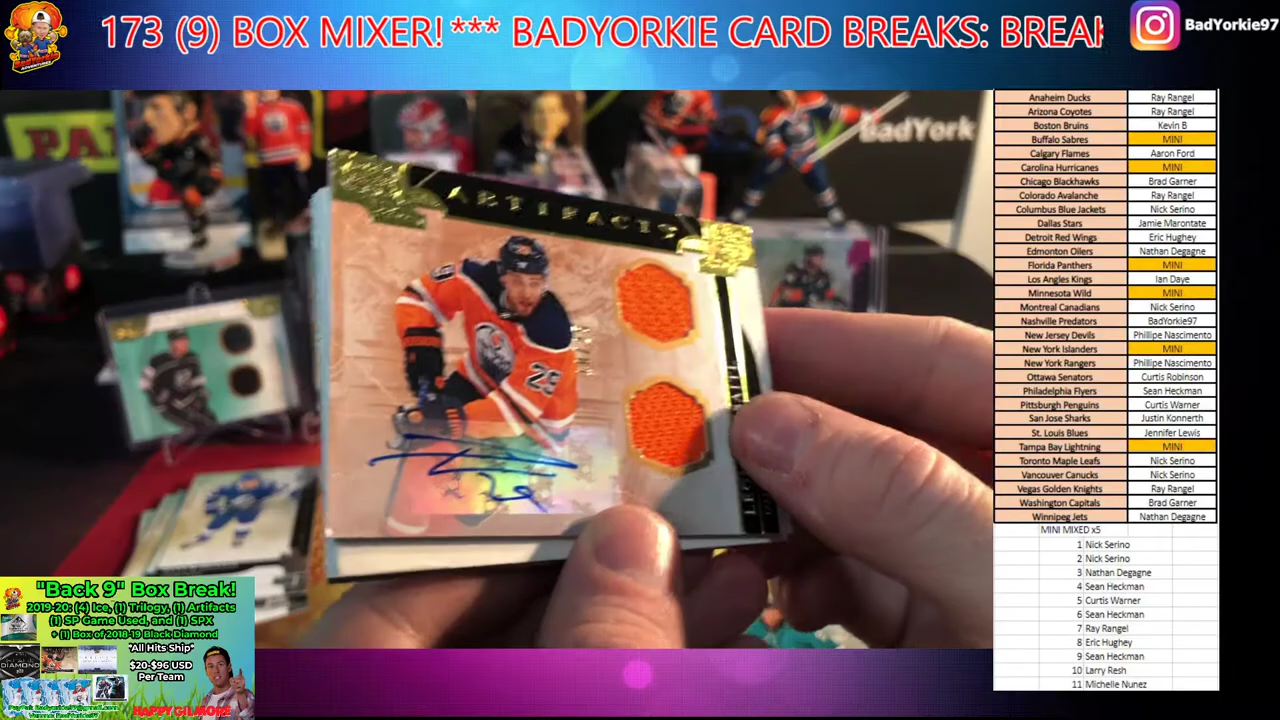 173 (9) BOX MIXER! *** BADYORKIE CARD BREAKS: BREAK
BadYorkie97
BadYork
ARTIFACTS
29
29
"Back 9" Box Break!
2019-20: (4) Ice, (1) Trilogy, (1) Artifacts
(1) SP Game Used, and (1) SPX
+ (1) Box of 2018-19 Black Diamond
*All Hits Ship*
$20-$96 USD
Per Team
DIAMOND
HAPPY GILMORE
Anaheim Ducks Ray Rangel
Arizona Coyotes Ray Rangel
Boston Bruins Kevin B
Buffalo Sabres MINI
Calgary Flames Aaron Ford
Carolina Hurricanes MINI
Chicago Blackhawks Brad Garner
Colorado Avalanche Ray Rangel
Columbus Blue Jackets Nick Serino
Dallas Stars Jamie Marontate
Detroit Red Wings Eric Hughey
Edmonton Oilers Nathan Degagne
Florida Panthers MINI
Los Angeles Kings Ian Daye
Minnesota Wild MINI
Montreal Canadians Nick Serino
Nashville Predators BadYorkie97
New Jersey Devils Phillipe Nascimento
New York Islanders MINI
New York Rangers Phillipe Nascimento
Ottawa Senators Curtis Robinson
Philadelphia Flyers Sean Heckman
Pittsburgh Penguins Curtis Warner
San Jose Sharks Justin Konnerth
St. Louis Blues Jennifer Lewis
Tampa Bay Lightning MINI
Toronto Maple Leafs Nick Serino
Vancouver Canucks Nick Serino
Vegas Golden Knights Ray Rangel
Washington Capitals Brad Garner
Winnipeg Jets Nathan Degagne
MINI MIXED x5
1 Nick Serino
2 Nick Serino
3 Nathan Degagne
4 Sean Heckman
5 Curtis Warner
6 Sean Heckman
7 Ray Rangel
8 Eric Hughey
9 Sean Heckman
10 Larry Resh
11 Michelle Nunez